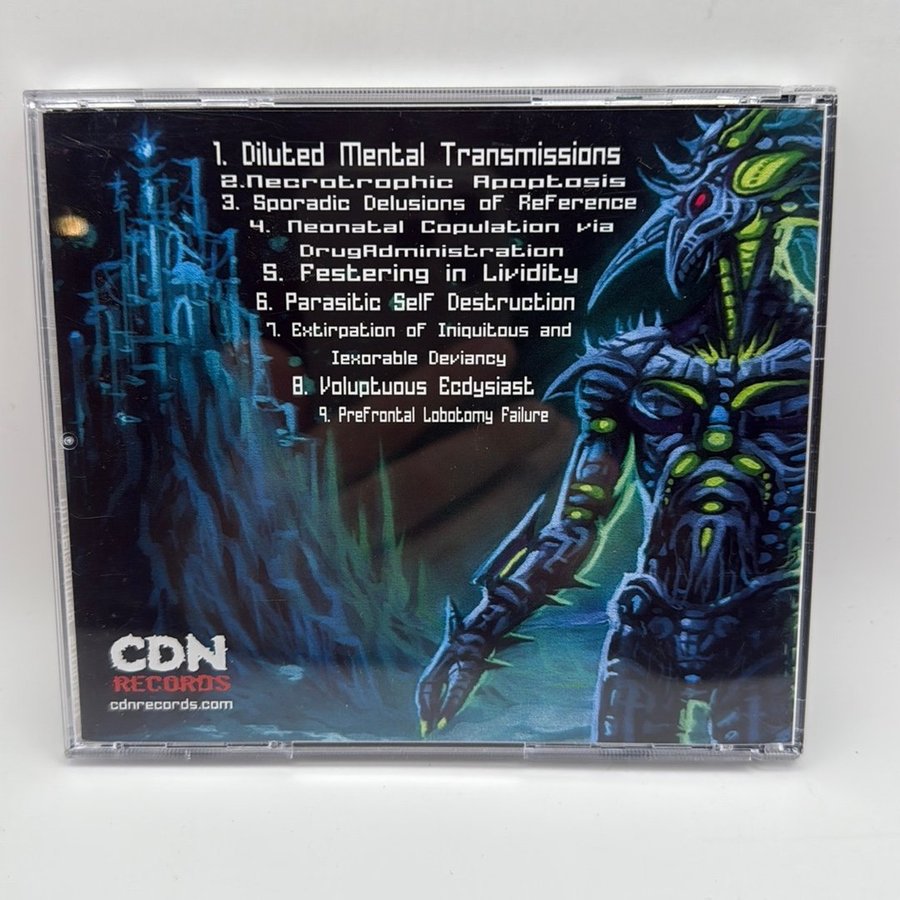 1. Diluted Mental Transmissions
2.Necrotrophic Apoptosis
3. Sporadic Delusions of Reference
4. Neonatal Copulation via
DrugAdministration
5. Festering in Lividity
6. Parasitic Self Destruction
7. Extirpation of Iniquitous and
Iexorable Deviancy
8. Voluptuous Ecdysiast
9. PreFrontal Lobotomy Failure
CDN
RECORDS
cdnrecords.com